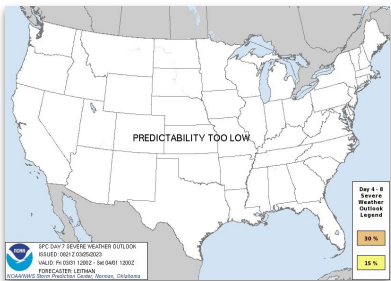 PREDICTABILITY TOO LOW
Day 4 - 8
Severe
Weather
Outlook
Legend
30 %
15 %
NOAA
SPC DAY 7 SEVERE WEATHER OUTLOOK
ISSUED: 0821Z 03/25/2023
VALID: Fri 03/31 1200Z - Sat 04/01 1200Z
FORECASTER: LEITMAN
NOAA/NWS Storm Prediction Center, Norman, Oklahoma